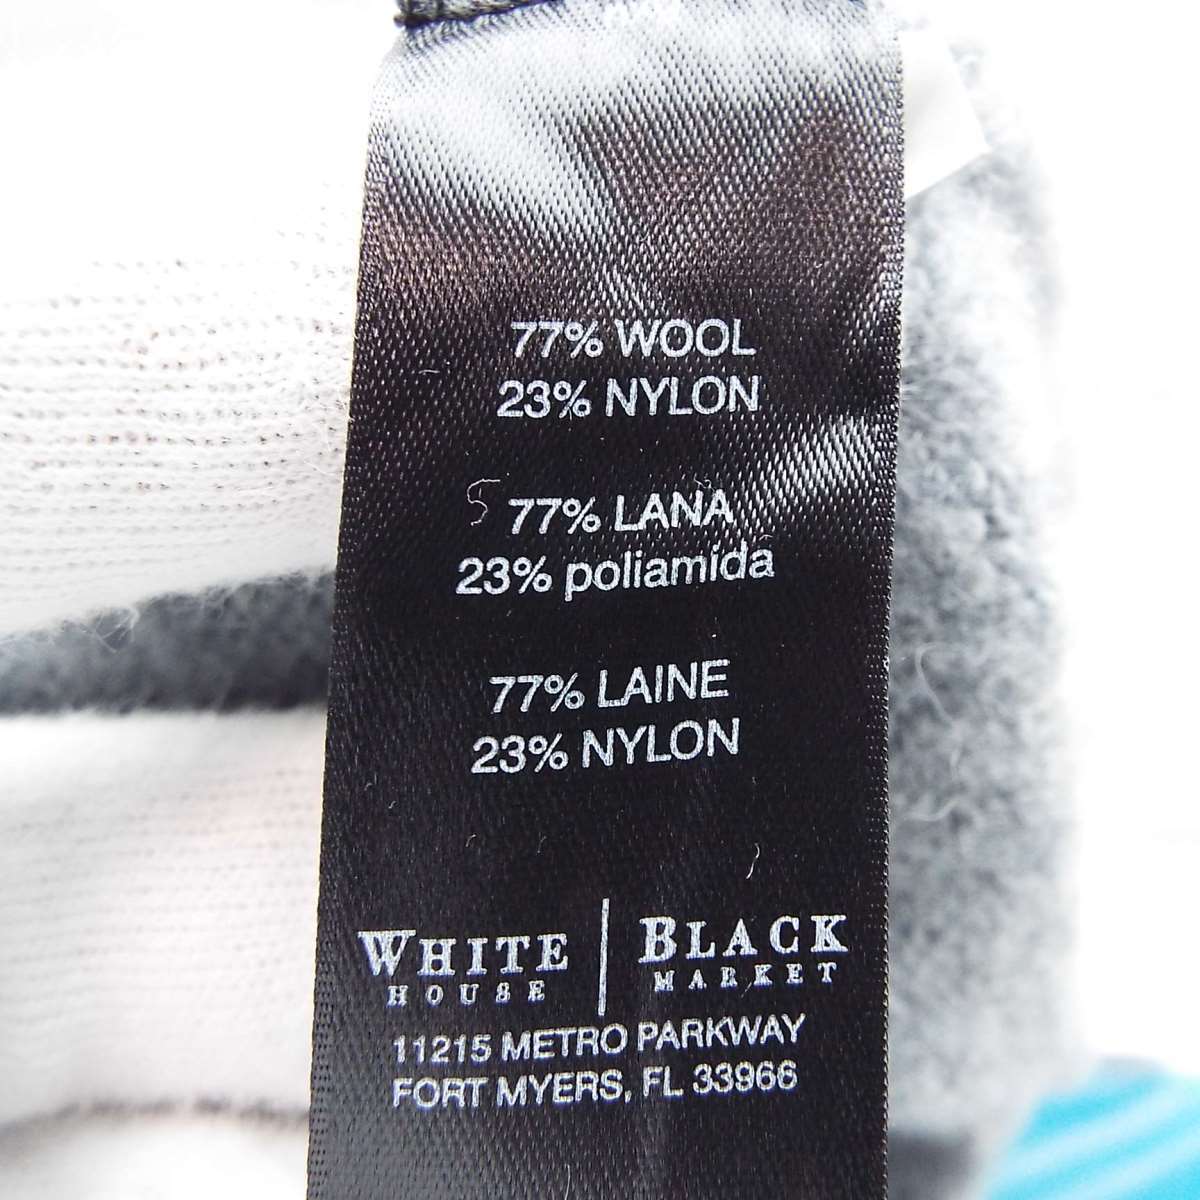 77% WOOL
23% NYLON
77% LANA
23% poliamida
77% LAINE
23% NYLON
WHITE HOUSE | BLACK MARKET
11215 METRO PARKWAY
FORT MYERS, FL 33966